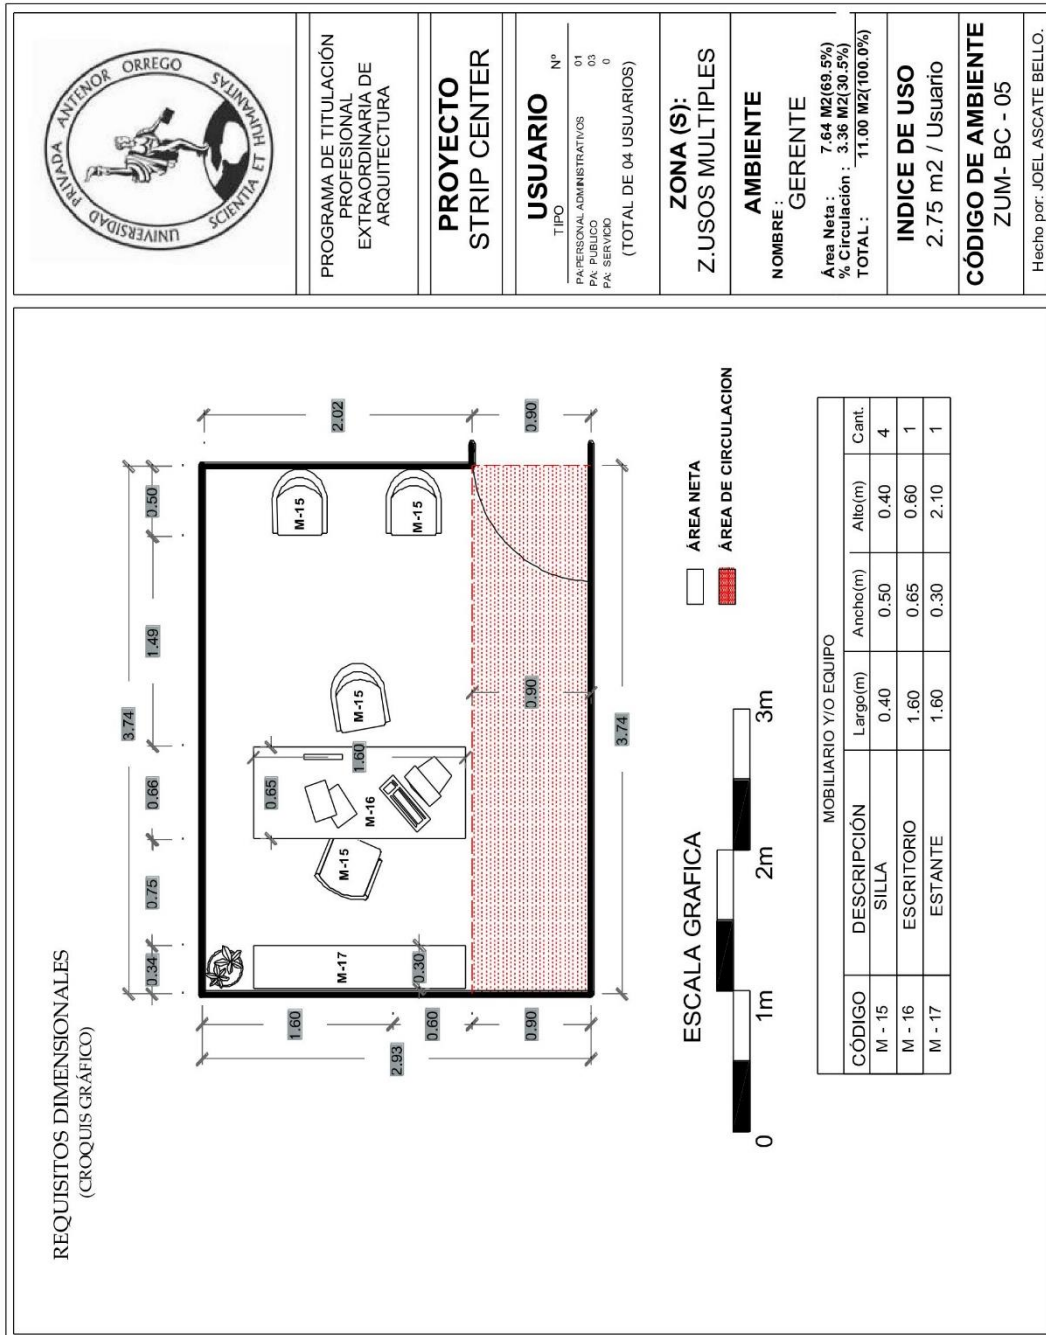 REQUISITOS DIMENSIONALES
(CROQUIS GRÁFICO)
3.74
0.34
0.75
0.66
1.49
0.50
1.60
0.60
0.90
2.93
2.02
0.90
M-17
0.30
M-15
M-16
0.65
1.60
M-15
M-15
M-15
0.90
3.74
ESCALA GRAFICA
0
1m
2m
3m
ÁREA NETA
ÁREA DE CIRCULACION
MOBILIARIO Y/O EQUIPO
CÓDIGO DESCRIPCIÓN Largo(m) Ancho(m) Alto(m) Cant.
M - 15 SILLA 0.40 0.50 0.40 4
M - 16 ESCRITORIO 1.60 0.65 0.60 1
M - 17 ESTANTE 1.60 0.30 2.10 1
UNIVERSIDAD PRIVADA ANTENOR ORREGO
SCIENTIA ET HUMANITAS
PROGRAMA DE TITULACIÓN
PROFESIONAL
EXTRAORDINARIA DE
ARQUITECTURA
PROYECTO
STRIP CENTER
USUARIO
TIPO Nº
PA:PERSONAL ADMINISTRATIVOS 01
PA: PUBLICO 03
PA: SERVICIO 0
(TOTAL DE 04 USUARIOS)
ZONA (S):
Z.USOS MULTIPLES
AMBIENTE
NOMBRE :
GERENTE
Área Neta : 7.64 M2(69.5%)
% Circulación : 3.36 M2(30.5%)
TOTAL : 11.00 M2(100.0%)
INDICE DE USO
2.75 m2 / Usuario
CÓDIGO DE AMBIENTE
ZUM- BC - 05
Hecho por: JOEL ASCATE BELLO.